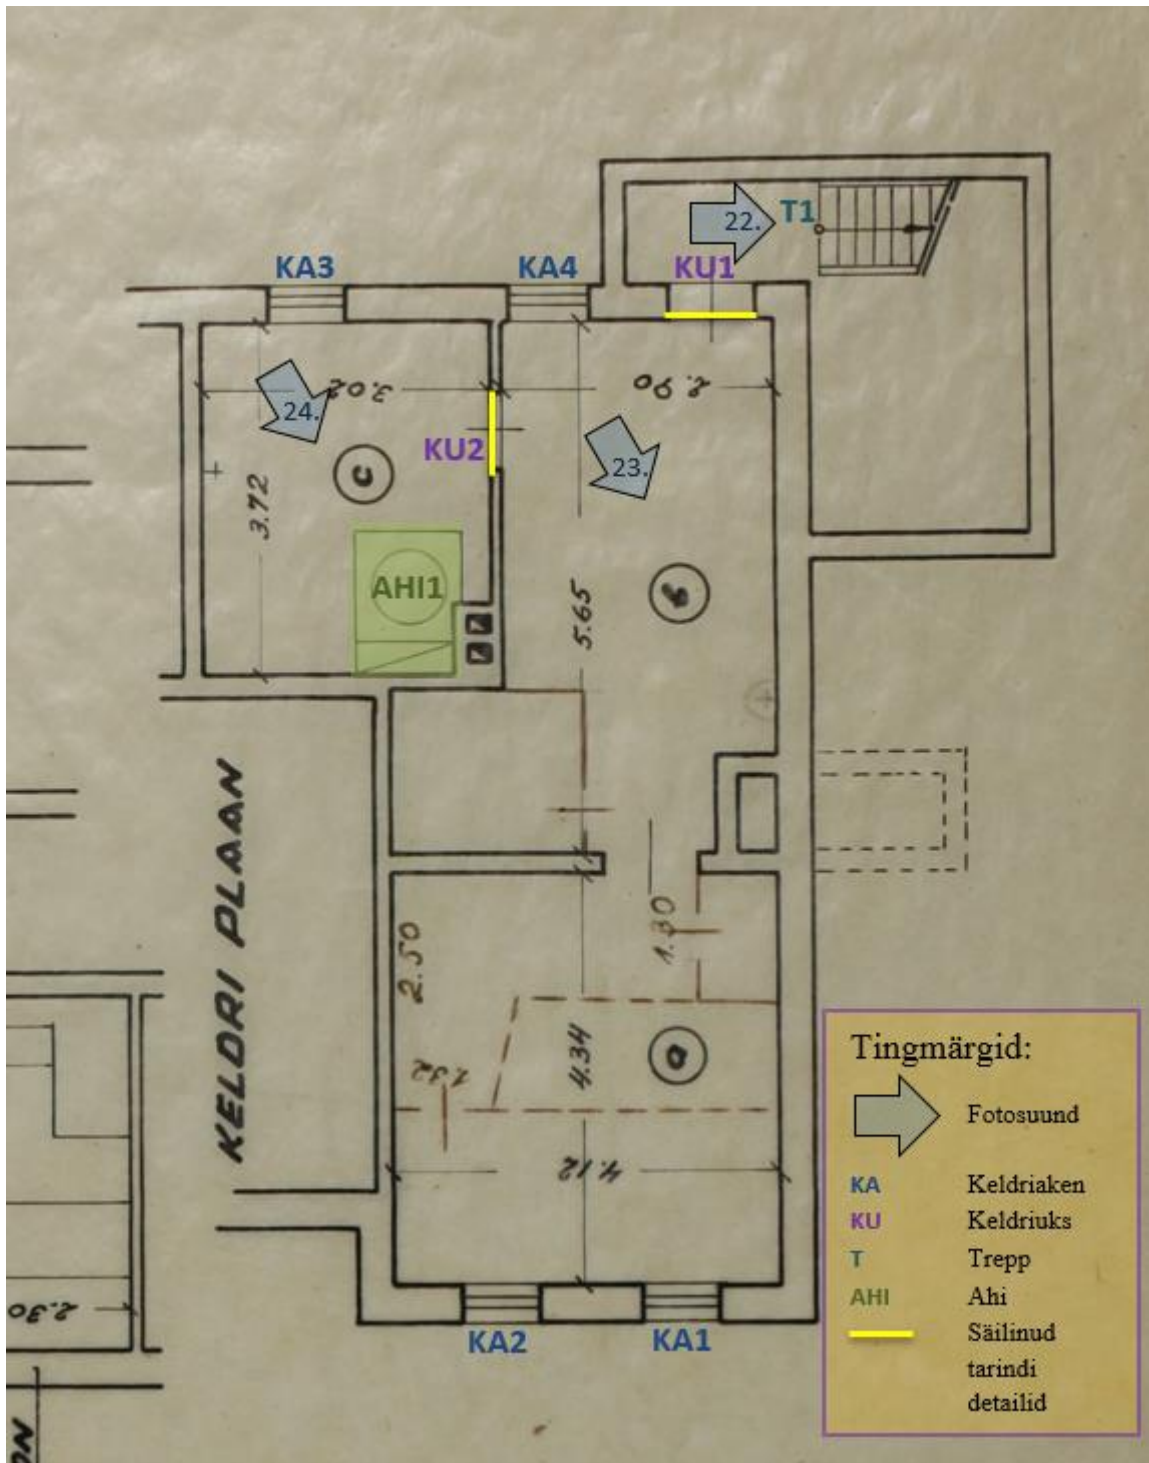 22.
T1
KA3
KA4
KU1
3.02
2.90
24.
KU2
23.
c
3.72
AHI1
5.65
b
KELDRI PLAAN
2.50
1.30
4.34
a
1.32
4.12
2.30
KA2
KA1
Tingmärgid:
Fotosuund
KA Keldriaken
KU Keldriuks
T Trepp
AHI Ahi
Säilinud
tarindi
detailid